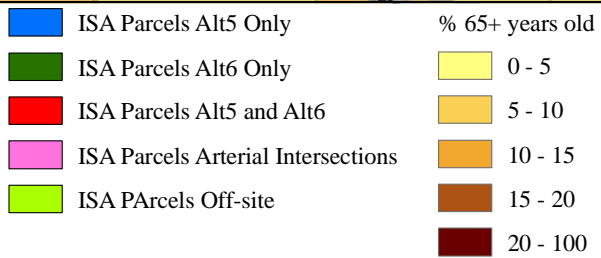 ISA Parcels Alt5 Only
ISA Parcels Alt6 Only
ISA Parcels Alt5 and Alt6
ISA Parcels Arterial Intersections
ISA PArcels Off-site
% 65+ years old
0 - 5
5 - 10
10 - 15
15 - 20
20 - 100